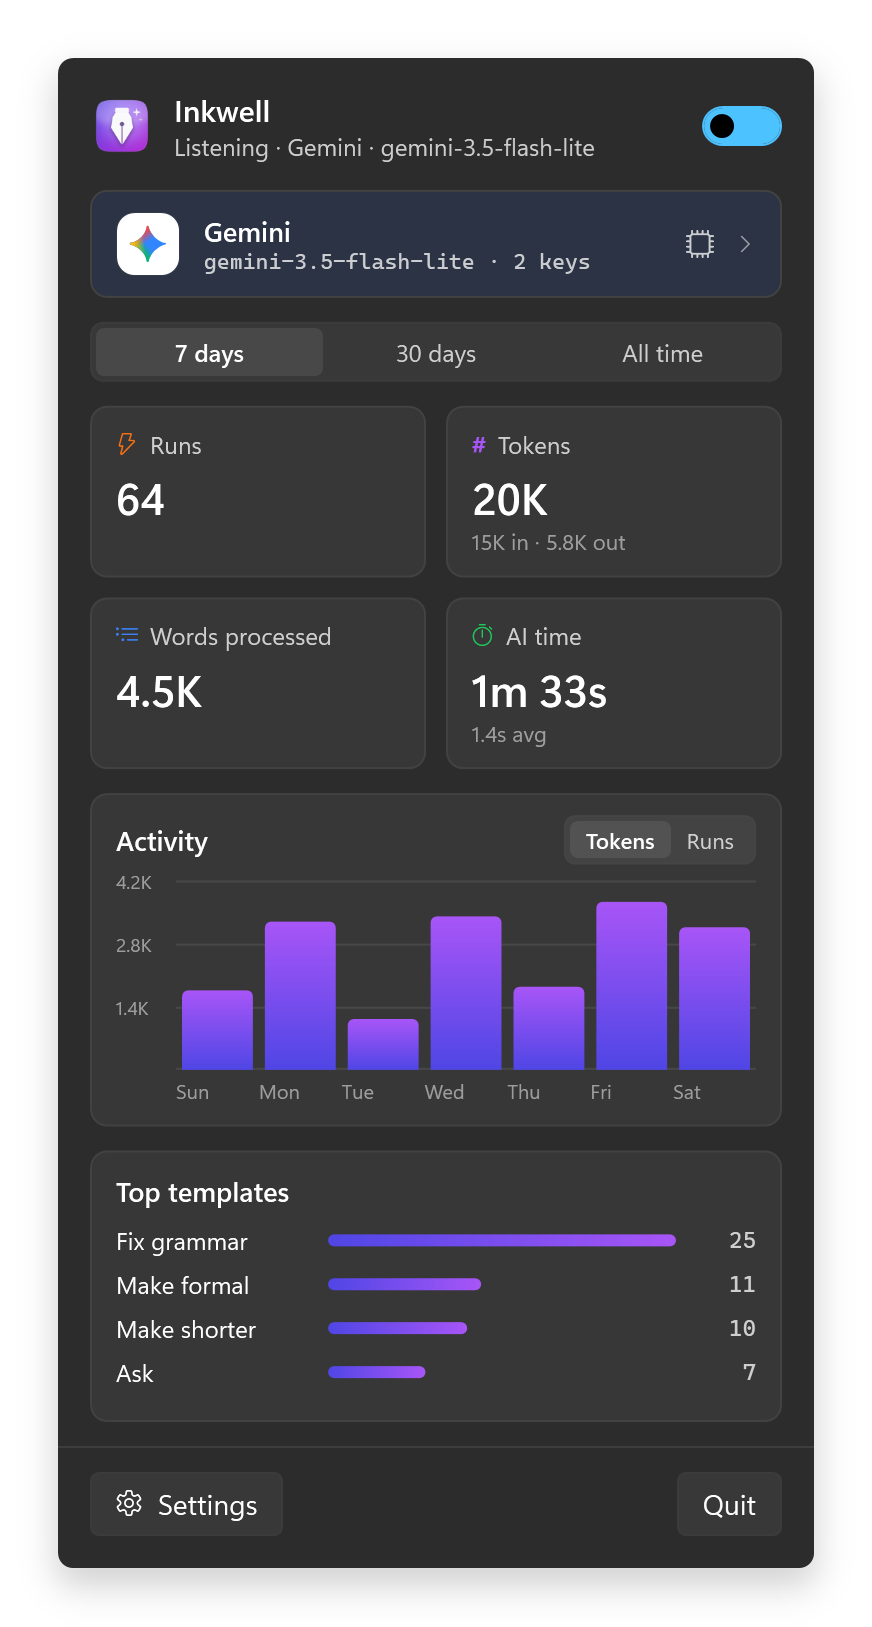 Inkwell
Listening · Gemini · gemini-3.5-flash-lite
Gemini
gemini-3.5-flash-lite · 2 keys
7 days 30 days All time
Runs
64
# Tokens
20K
15K in · 5.8K out
Words processed
4.5K
AI time
1m 33s
1.4s avg
Activity
Tokens Runs
4.2K
2.8K
1.4K
Sun Mon Tue Wed Thu Fri Sat
Top templates
Fix grammar 25
Make formal 11
Make shorter 10
Ask 7
Settings Quit